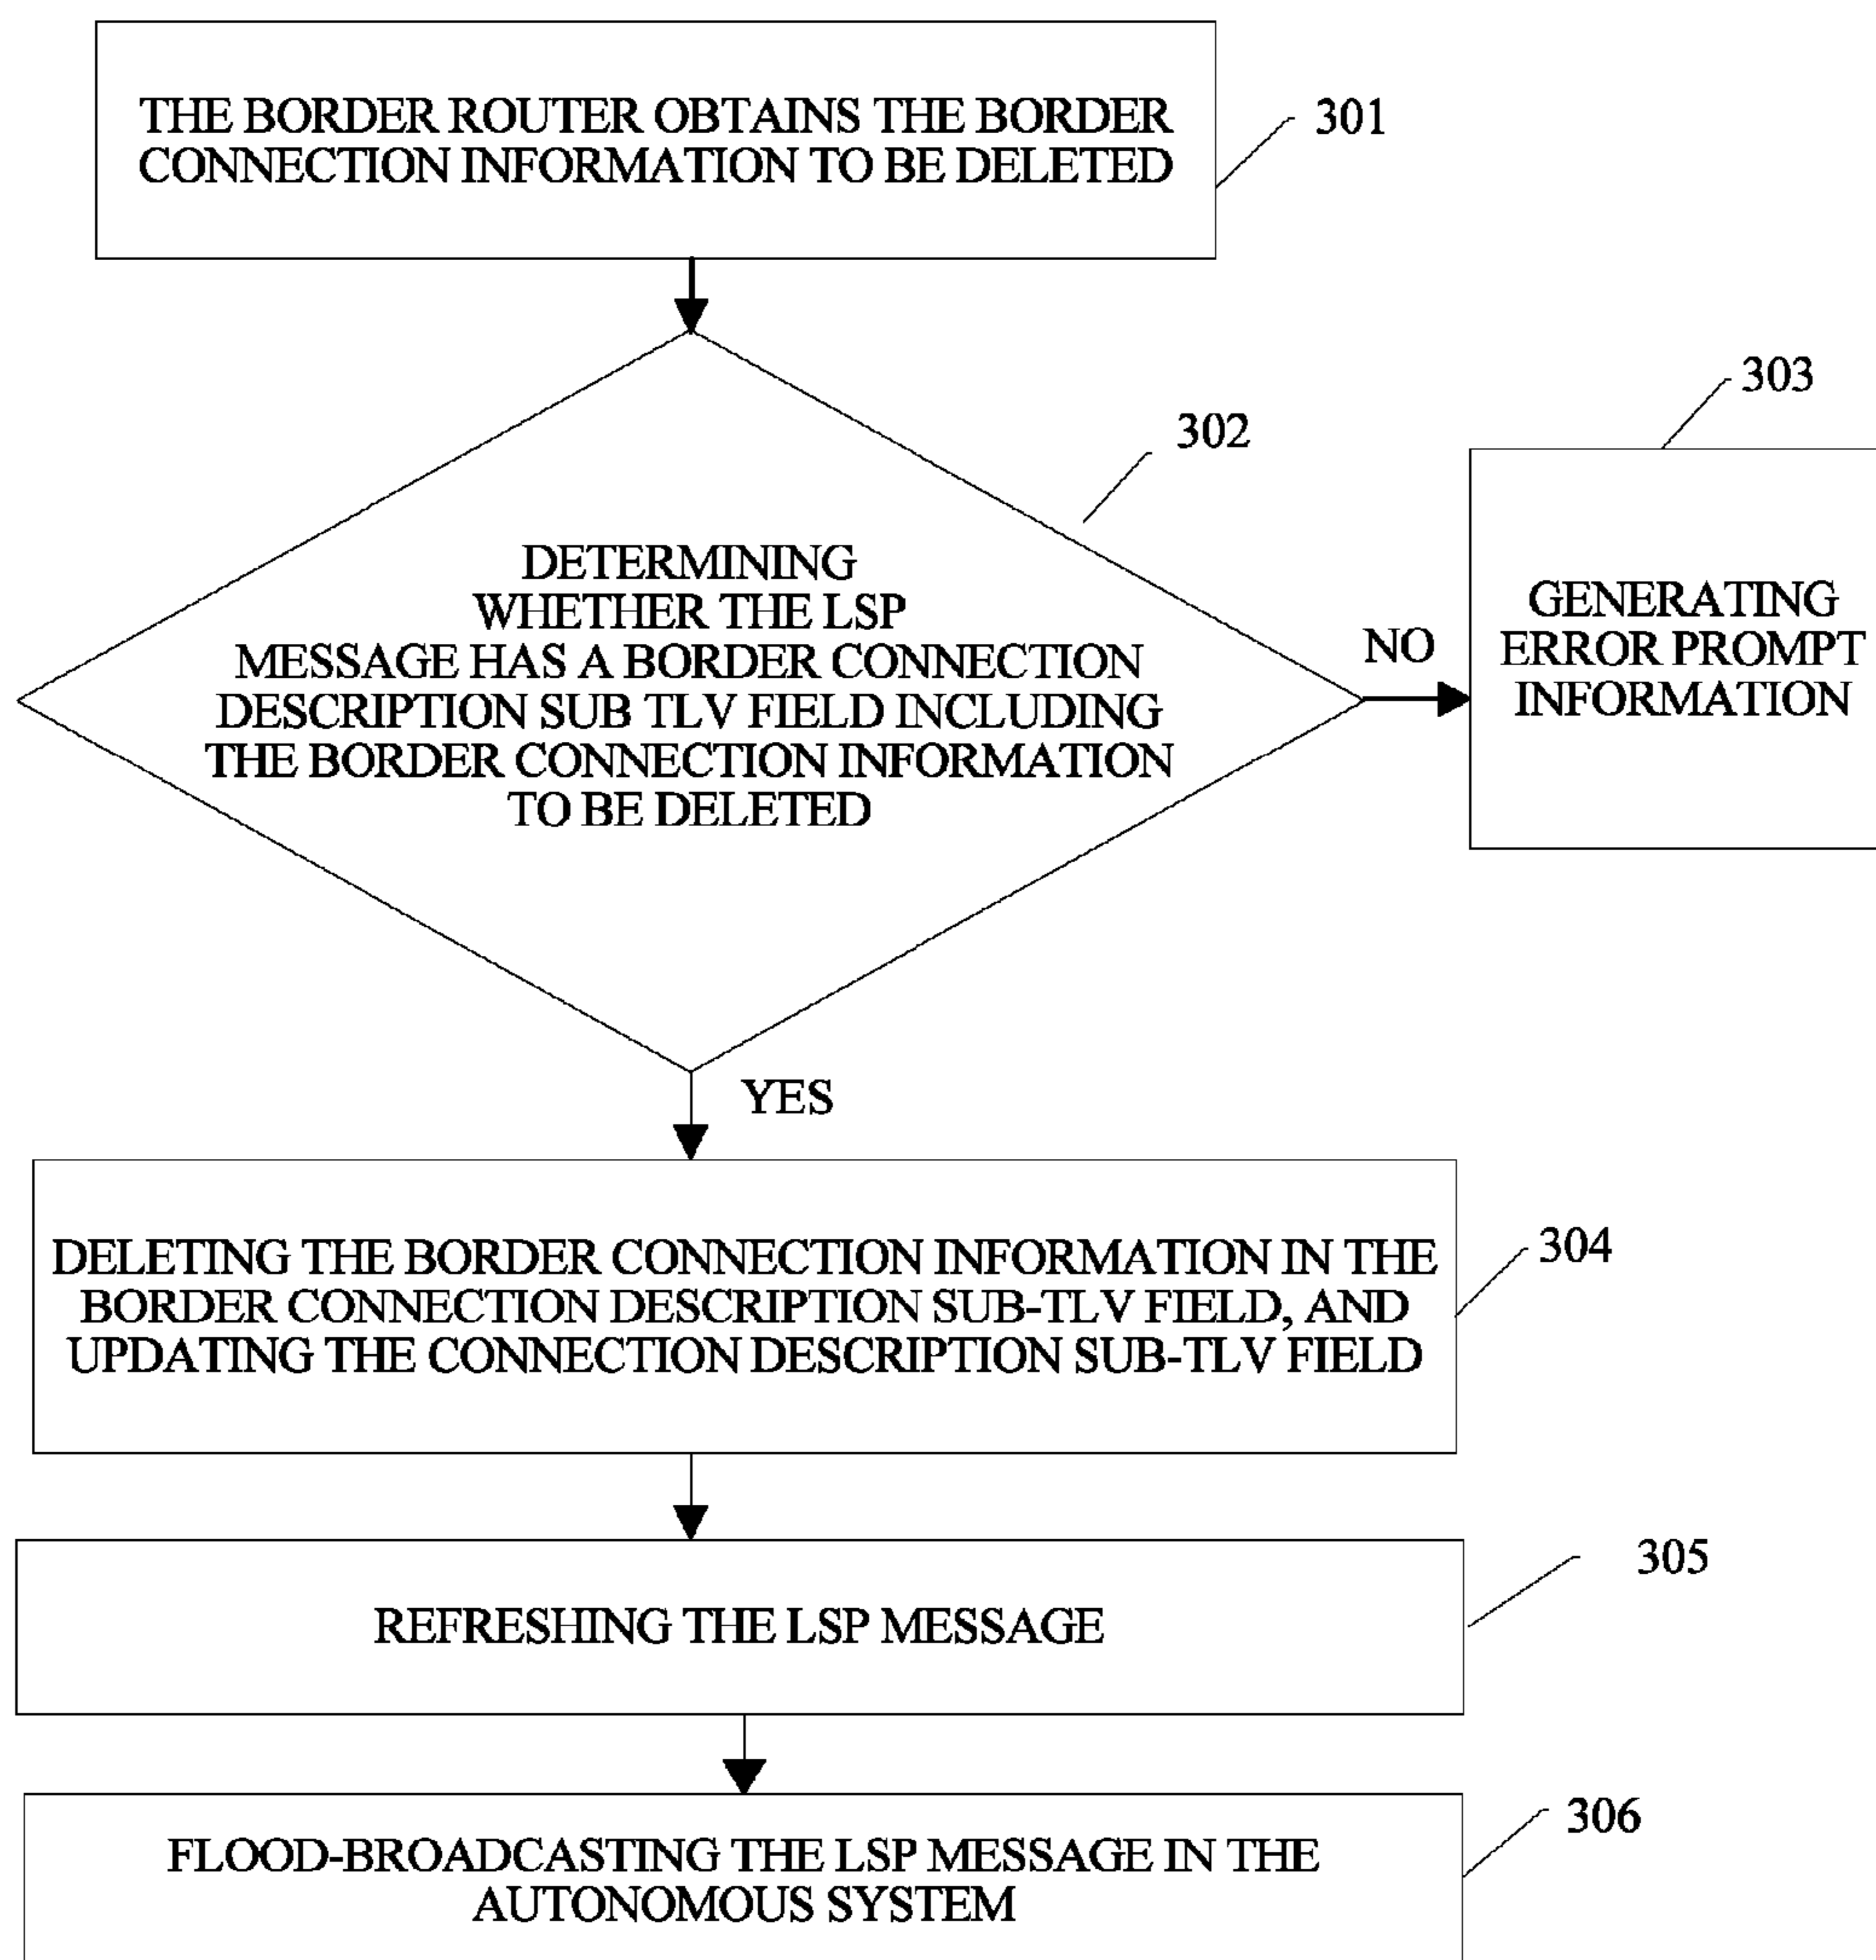 THE BORDER ROUTER OBTAINS THE BORDER
CONNECTION INFORMATION TO BE DELETED
301
302
303
DETERMINING
WHETHER THE LSP
MESSAGE HAS A BORDER CONNECTION
DESCRIPTION SUB TLV FIELD INCLUDING
THE BORDER CONNECTION INFORMATION
TO BE DELETED
NO
GENERATING
ERROR PROMPT
INFORMATION
YES
DELETING THE BORDER CONNECTION INFORMATION IN THE
BORDER CONNECTION DESCRIPTION SUB-TLV FIELD, AND
UPDATING THE CONNECTION DESCRIPTION SUB-TLV FIELD
304
REFRESHING THE LSP MESSAGE
305
FLOOD-BROADCASTING THE LSP MESSAGE IN THE
AUTONOMOUS SYSTEM
306